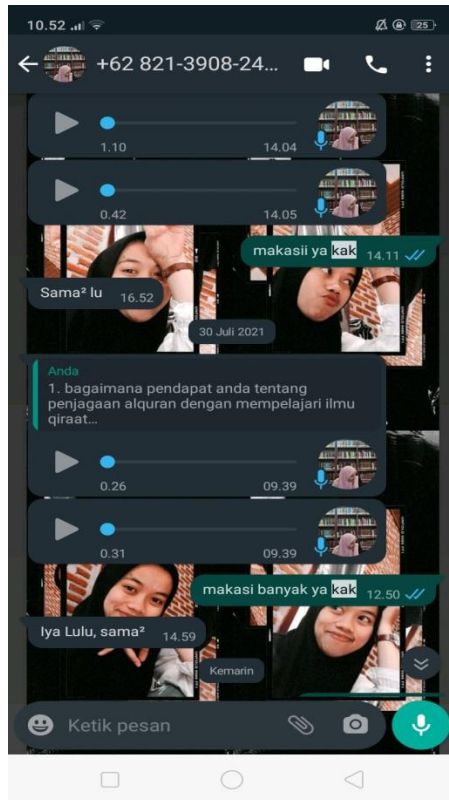 10.52
25
+62 821-3908-24...
1.10 14.04
0.42 14.05
makasii ya kak 14.11
Sama² lu 16.52
30 Juli 2021
Anda
1. bagaimana pendapat anda tentang
penjagaan alquran dengan mempelajari ilmu
qiraat...
0.26 09.39
0.31 09.39
makasi banyak ya kak 12.50
Iya Lulu, sama² 14.59
Kemarin
Ketik pesan